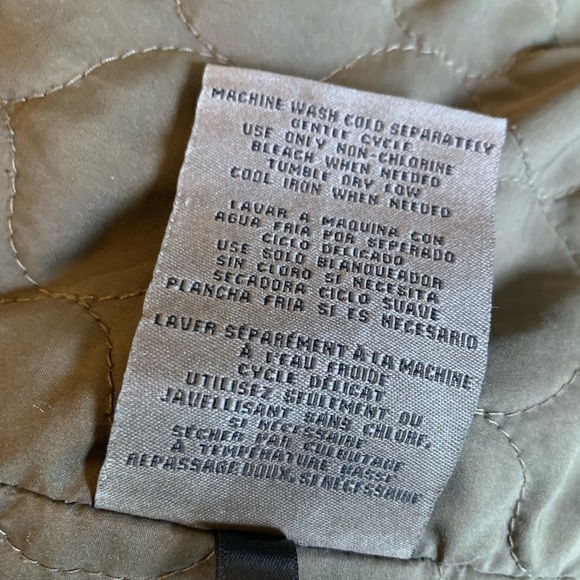 MACHINE WASH COLD SEPARATELY
GENTLE CYCLE
USE ONLY NON-CHLORINE
BLEACH WHEN NEEDED
TUMBLE DRY LOW
COOL IRON WHEN NEEDED
LAVAR A MAQUINA CON
AGUA FRIA POR SEPERADO
CICLO DELICADO
USE SOLO BLANQUEADOR
SIN CLORO SI NECESITA
SECADORA CICLO SUAVE
PLANCHA FRIA SI ES NECESARIO
LAVER SÉPARÉMENT À LA MACHINE
À L'EAU FROIDE
CYCLE DÉLICAT
UTILISEZ SEULEMENT OU
JAVELLISANT SANS CHLORE,
SI NÉCESSAIRE
SÉCHER PAR CULBUTAGE
À TEMPÉRATURE BASSE
REPASSAGE DOUX, SI NÉCESSAIRE